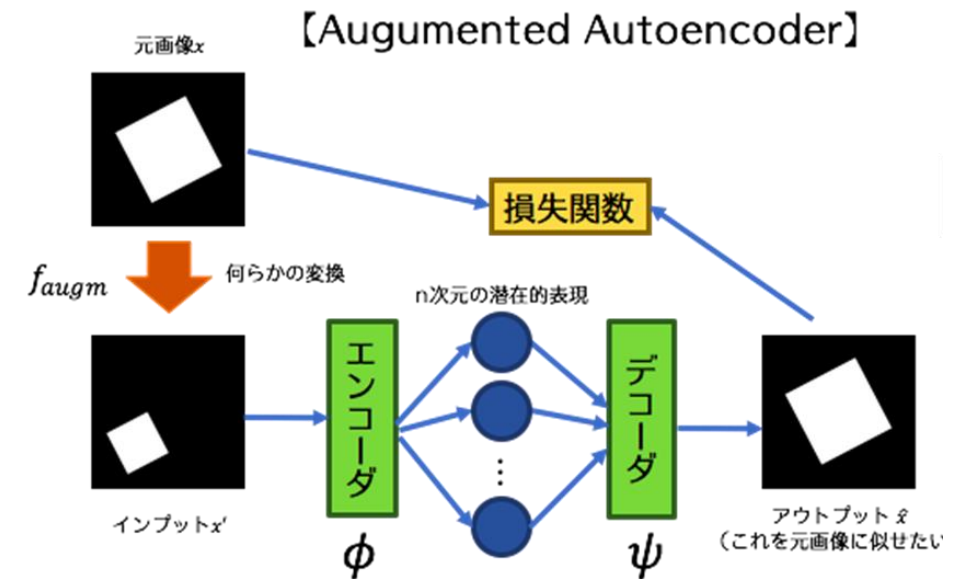 【Augumented Autoencoder】
元画像x
損失関数
f_augm
何らかの変換
n次元の潜在的表現
エンコーダ
⋮
デコーダ
インプットx'
ϕ
ψ
アウトプット x̂
（これを元画像に似せたい